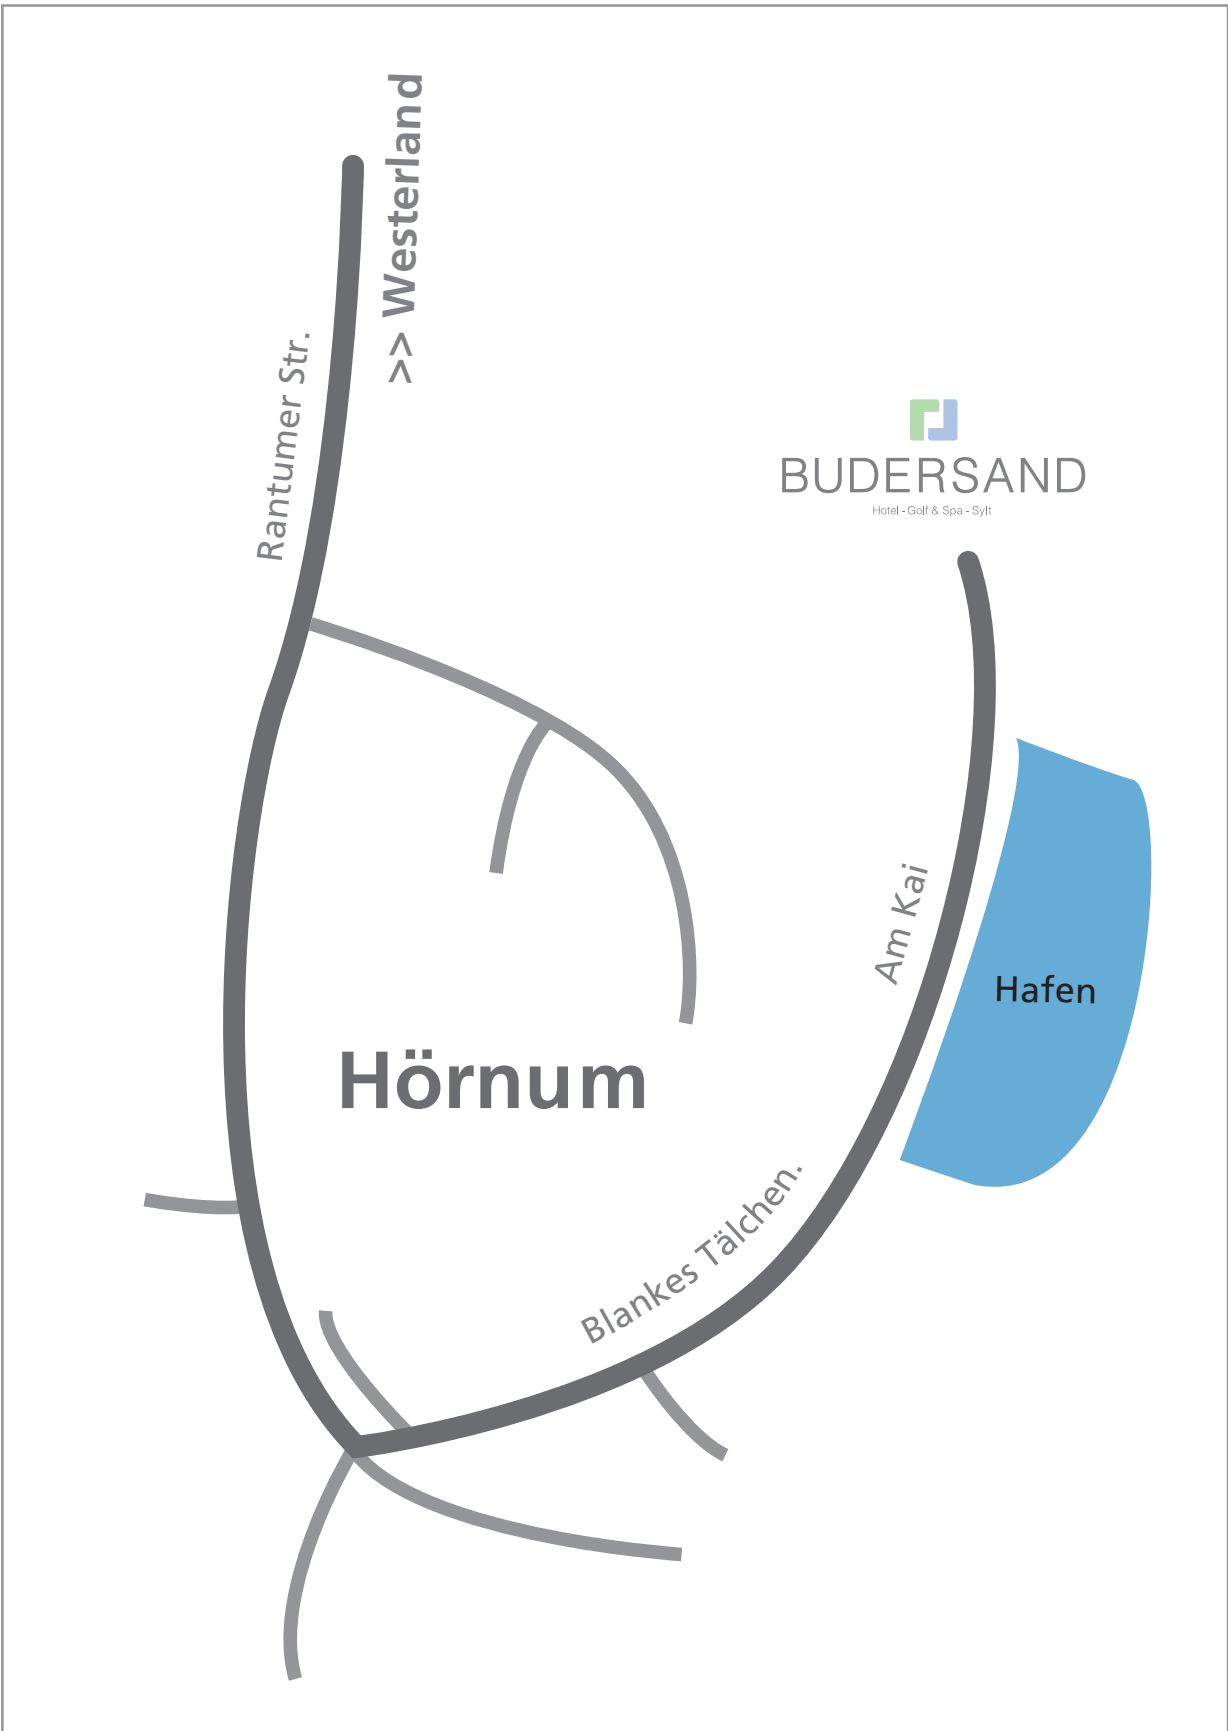 >> Westerland
Rantumer Str.
BUDERSAND
Hotel - Golf & Spa - Sylt
Am Kai
Hafen
Hörnum
Blankes Tälchen.